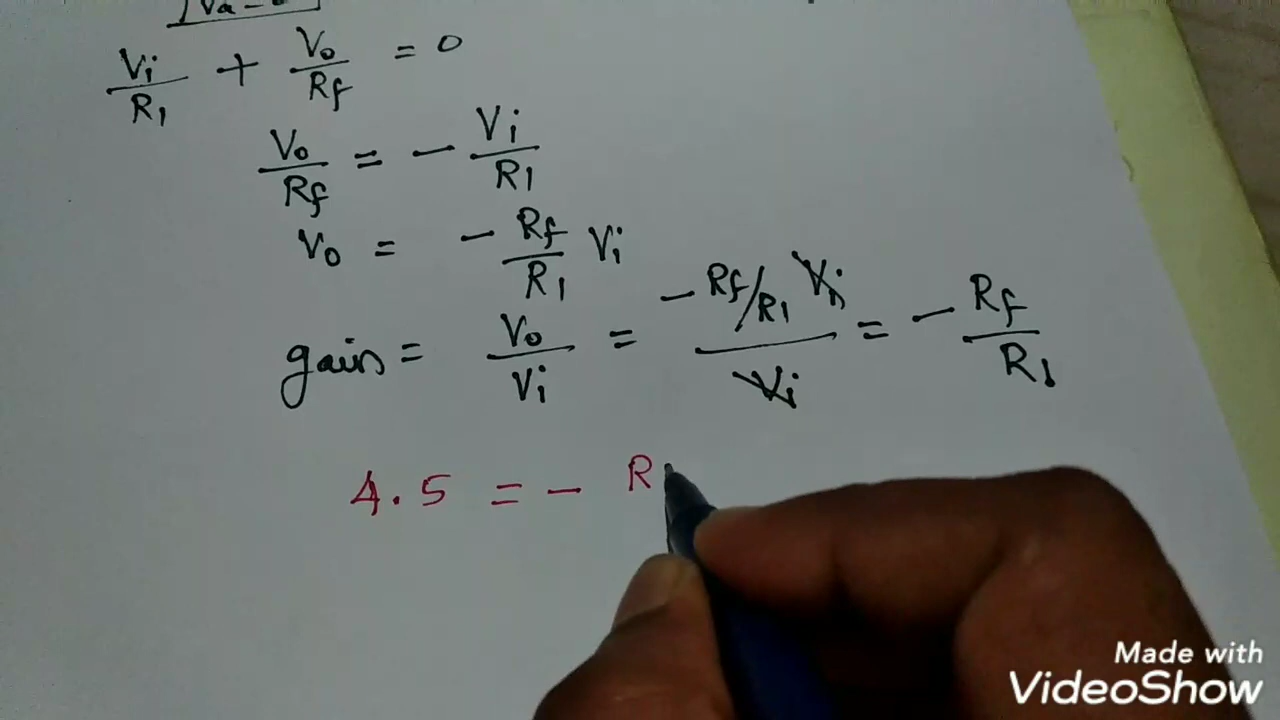 Vi/R1 + Vo/Rf = 0
Vo/Rf = - Vi/R1
Vo = - Rf/R1 Vi
gain = Vo/Vi = - Rf/R1 Vi/Vi = - Rf/R1
4.5 = - R
Made with
VideoShow